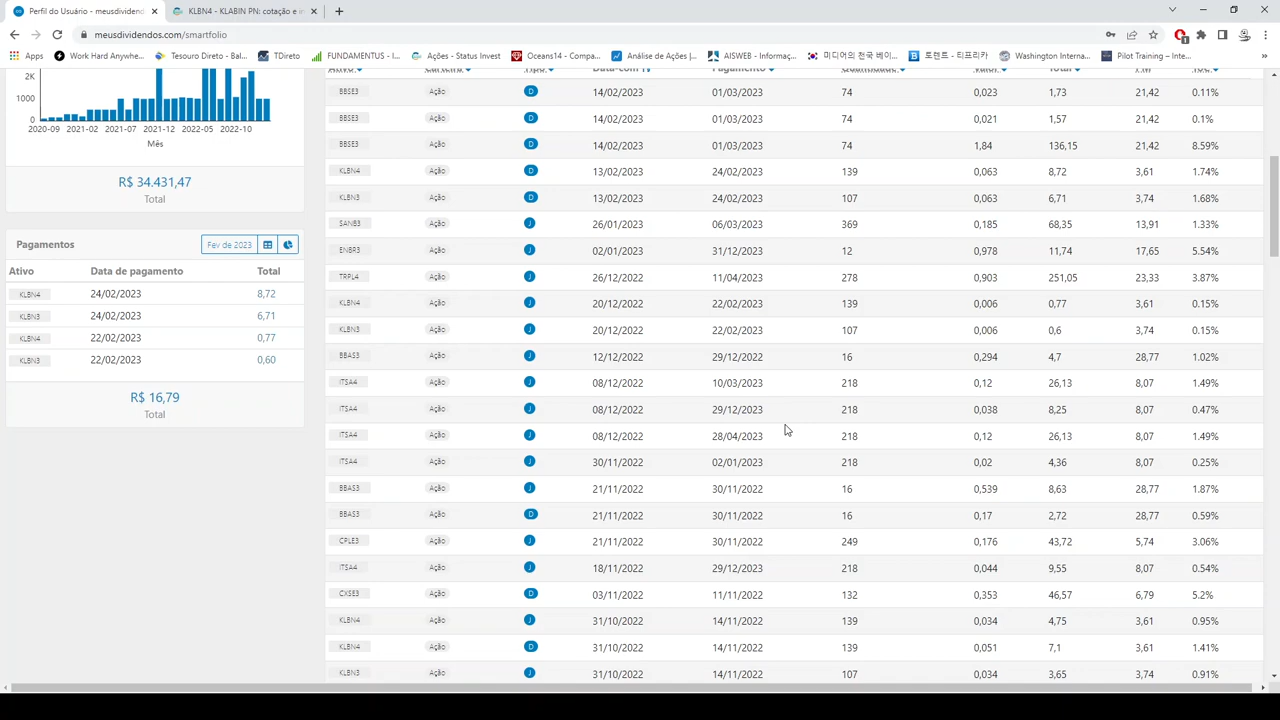 Perfil do Usuário - meusdividendos.com
KLBN4 - KLABIN PN: cotação e in
meusdividendos.com/smartfolio
Apps
Work Hard Anywhe...
Tesouro Direto - Bal...
TDireto
FUNDAMENTUS - I...
Ações - Status Invest
Oceans14 - Compa...
Análise de Ações |...
AISWEB - Informaç...
미디어의 천국 베이...
토렌트 - 티프리카
Washington Interna...
Pilot Training – Inte...
2K
1000
0
2020-09 2021-02 2021-07 2021-12 2022-05 2022-10
Mês
R$ 34.431,47
Total
Pagamentos
Fev de 2023
Ativo Data de pagamento Total
KLBN4 24/02/2023 8,72
KLBN3 24/02/2023 6,71
KLBN4 22/02/2023 0,77
KLBN3 22/02/2023 0,60
R$ 16,79
Total
Data-com Pagamento Quantidade Valor Total
BBSE3 Ação D 14/02/2023 01/03/2023 74 0,023 1,73 21,42 0.11%
BBSE3 Ação D 14/02/2023 01/03/2023 74 0,021 1,57 21,42 0.1%
BBSE3 Ação D 14/02/2023 01/03/2023 74 1,84 136,15 21,42 8.59%
KLBN4 Ação D 13/02/2023 24/02/2023 139 0,063 8,72 3,61 1.74%
KLBN3 Ação D 13/02/2023 24/02/2023 107 0,063 6,71 3,74 1.68%
SANB3 Ação J 26/01/2023 06/03/2023 369 0,185 68,35 13,91 1.33%
ENBR3 Ação J 02/01/2023 31/12/2023 12 0,978 11,74 17,65 5.54%
TRPL4 Ação J 26/12/2022 11/04/2023 278 0,903 251,05 23,33 3.87%
KLBN4 Ação J 20/12/2022 22/02/2023 139 0,006 0,77 3,61 0.15%
KLBN3 Ação J 20/12/2022 22/02/2023 107 0,006 0,6 3,74 0.15%
BBAS3 Ação J 12/12/2022 29/12/2022 16 0,294 4,7 28,77 1.02%
ITSA4 Ação J 08/12/2022 10/03/2023 218 0,12 26,13 8,07 1.49%
ITSA4 Ação J 08/12/2022 29/12/2023 218 0,038 8,25 8,07 0.47%
ITSA4 Ação J 08/12/2022 28/04/2023 218 0,12 26,13 8,07 1.49%
ITSA4 Ação J 30/11/2022 02/01/2023 218 0,02 4,36 8,07 0.25%
BBAS3 Ação J 21/11/2022 30/11/2022 16 0,539 8,63 28,77 1.87%
BBAS3 Ação D 21/11/2022 30/11/2022 16 0,17 2,72 28,77 0.59%
CPLE3 Ação J 21/11/2022 30/11/2022 249 0,176 43,72 5,74 3.06%
ITSA4 Ação J 18/11/2022 29/12/2023 218 0,044 9,55 8,07 0.54%
CXSE3 Ação D 03/11/2022 11/11/2022 132 0,353 46,57 6,79 5.2%
KLBN4 Ação J 31/10/2022 14/11/2022 139 0,034 4,75 3,61 0.95%
KLBN4 Ação D 31/10/2022 14/11/2022 139 0,051 7,1 3,61 1.41%
KLBN3 Ação J 31/10/2022 14/11/2022 107 0,034 3,65 3,74 0.91%